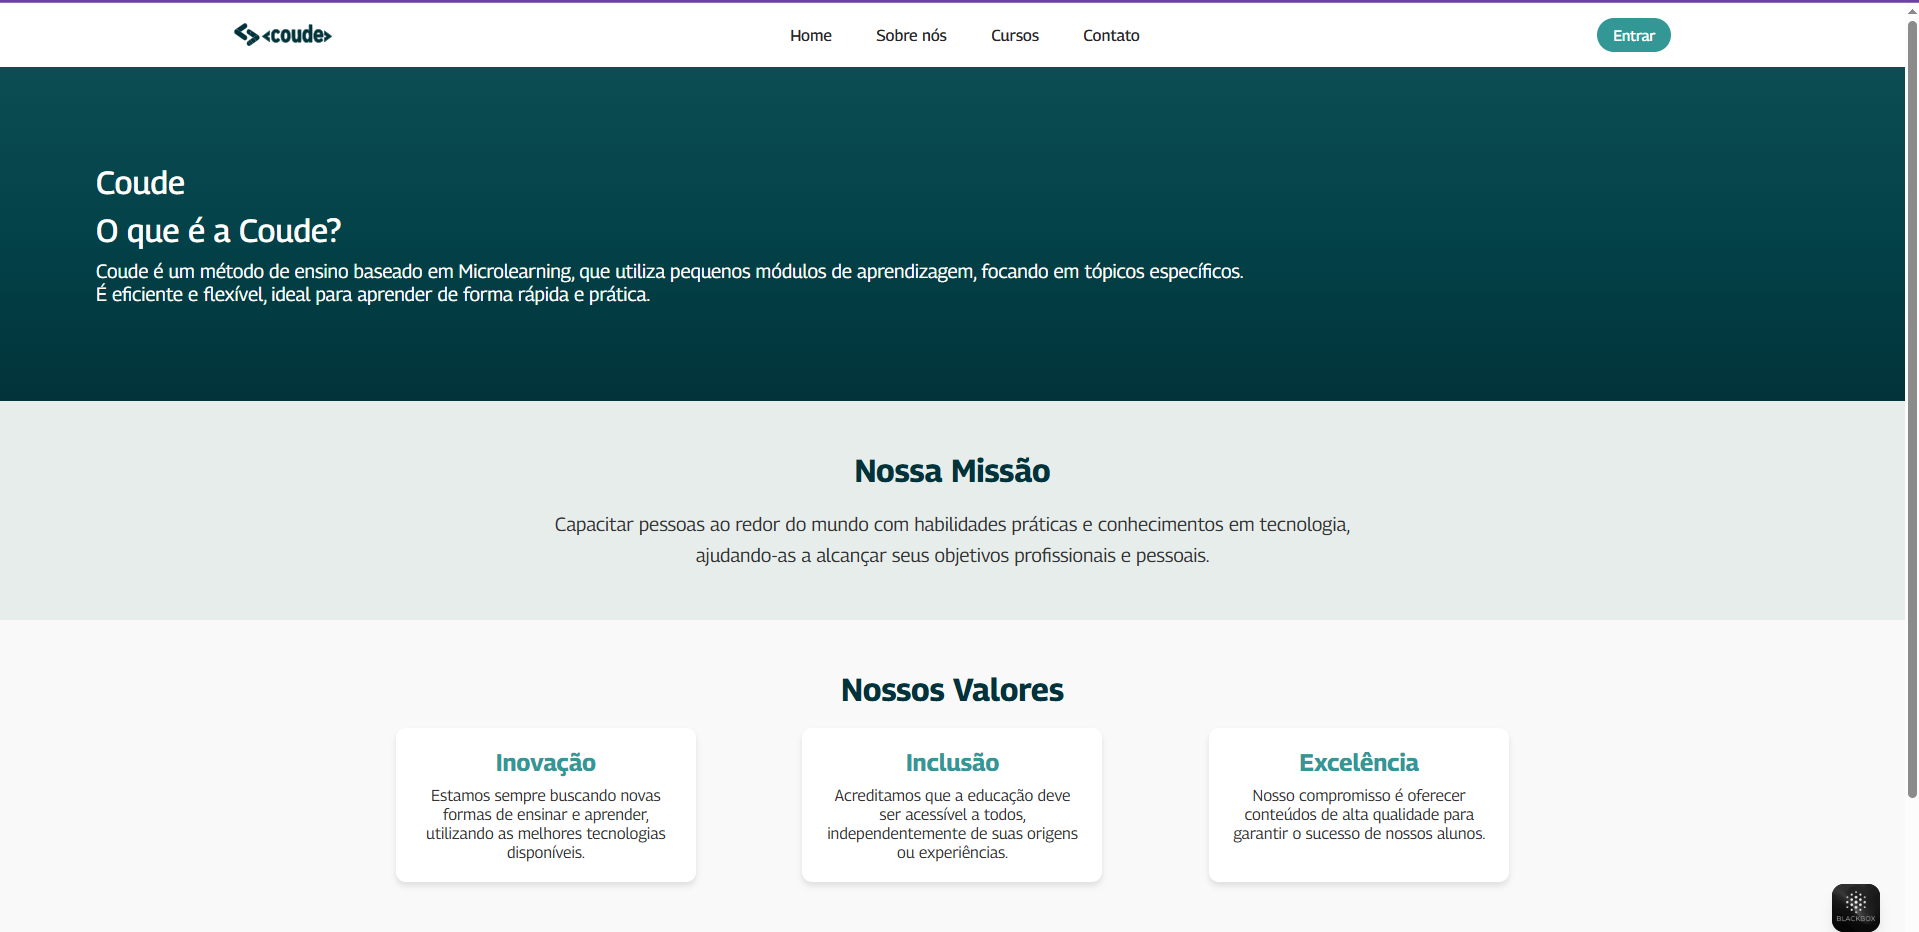 <coude>
Home Sobre nós Cursos Contato
Entrar
Coude
O que é a Coude?
Coude é um método de ensino baseado em Microlearning, que utiliza pequenos módulos de aprendizagem, focando em tópicos específicos.
É eficiente e flexível, ideal para aprender de forma rápida e prática.
Nossa Missão
Capacitar pessoas ao redor do mundo com habilidades práticas e conhecimentos em tecnologia,
ajudando-as a alcançar seus objetivos profissionais e pessoais.
Nossos Valores
Inovação
Estamos sempre buscando novas
formas de ensinar e aprender,
utilizando as melhores tecnologias
disponíveis.
Inclusão
Acreditamos que a educação deve
ser acessível a todos,
independentemente de suas origens
ou experiências.
Excelência
Nosso compromisso é oferecer
conteúdos de alta qualidade para
garantir o sucesso de nossos alunos.
BLACKBOX